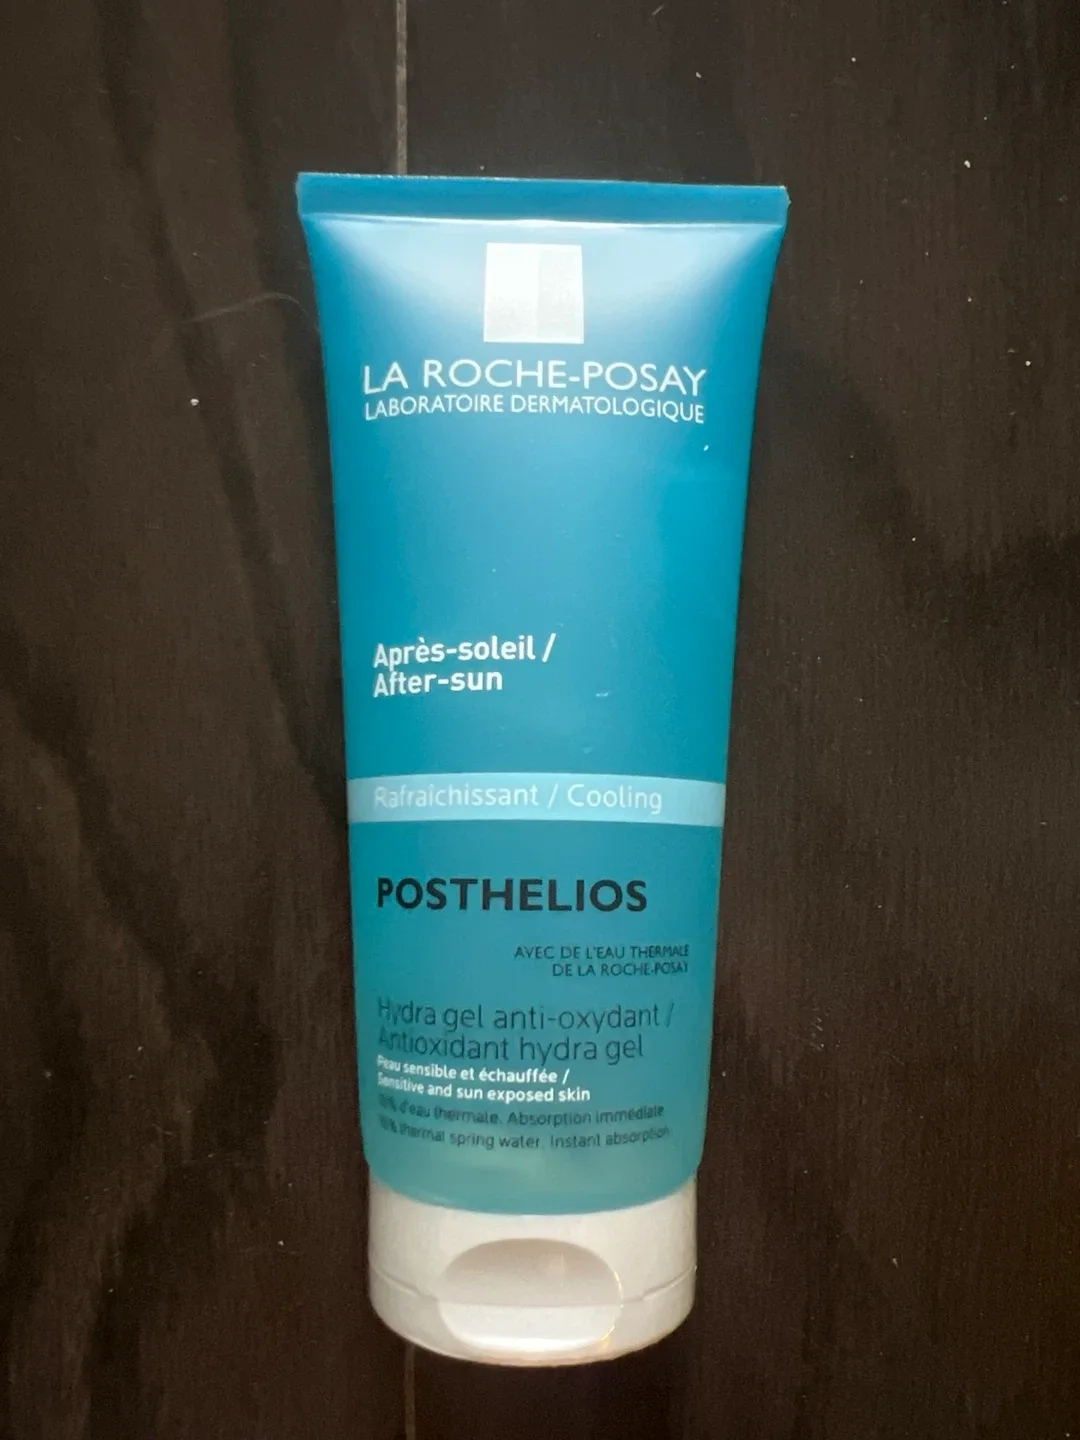 LA ROCHE-POSAY
LABORATOIRE DERMATOLOGIQUE
Après-soleil /
After-sun
Rafraîchissant / Cooling
POSTHELIOS
AVEC DE L'EAU THERMALE
DE LA ROCHE-POSAY
Hydra gel anti-oxydant /
Antioxidant hydra gel
Peau sensible et échauffée /
Sensitive and sun exposed skin
d'eau thermale. Absorption immédiate
thermal spring water. Instant absorption